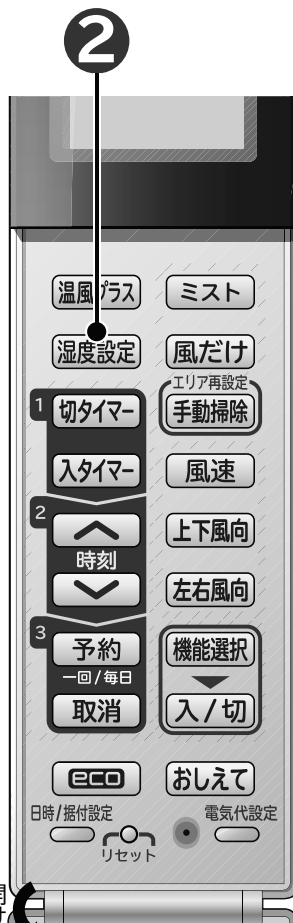 2
温風プラス ミスト
湿度設定 風だけ
エリア再設定
1 切タイマー 手動掃除
入タイマー 風速
2 上下風向
時刻
左右風向
3 予約 機能選択
一回/毎日
取消 入/切
eco おしえて
日時/据付設定 電気代設定
リセット